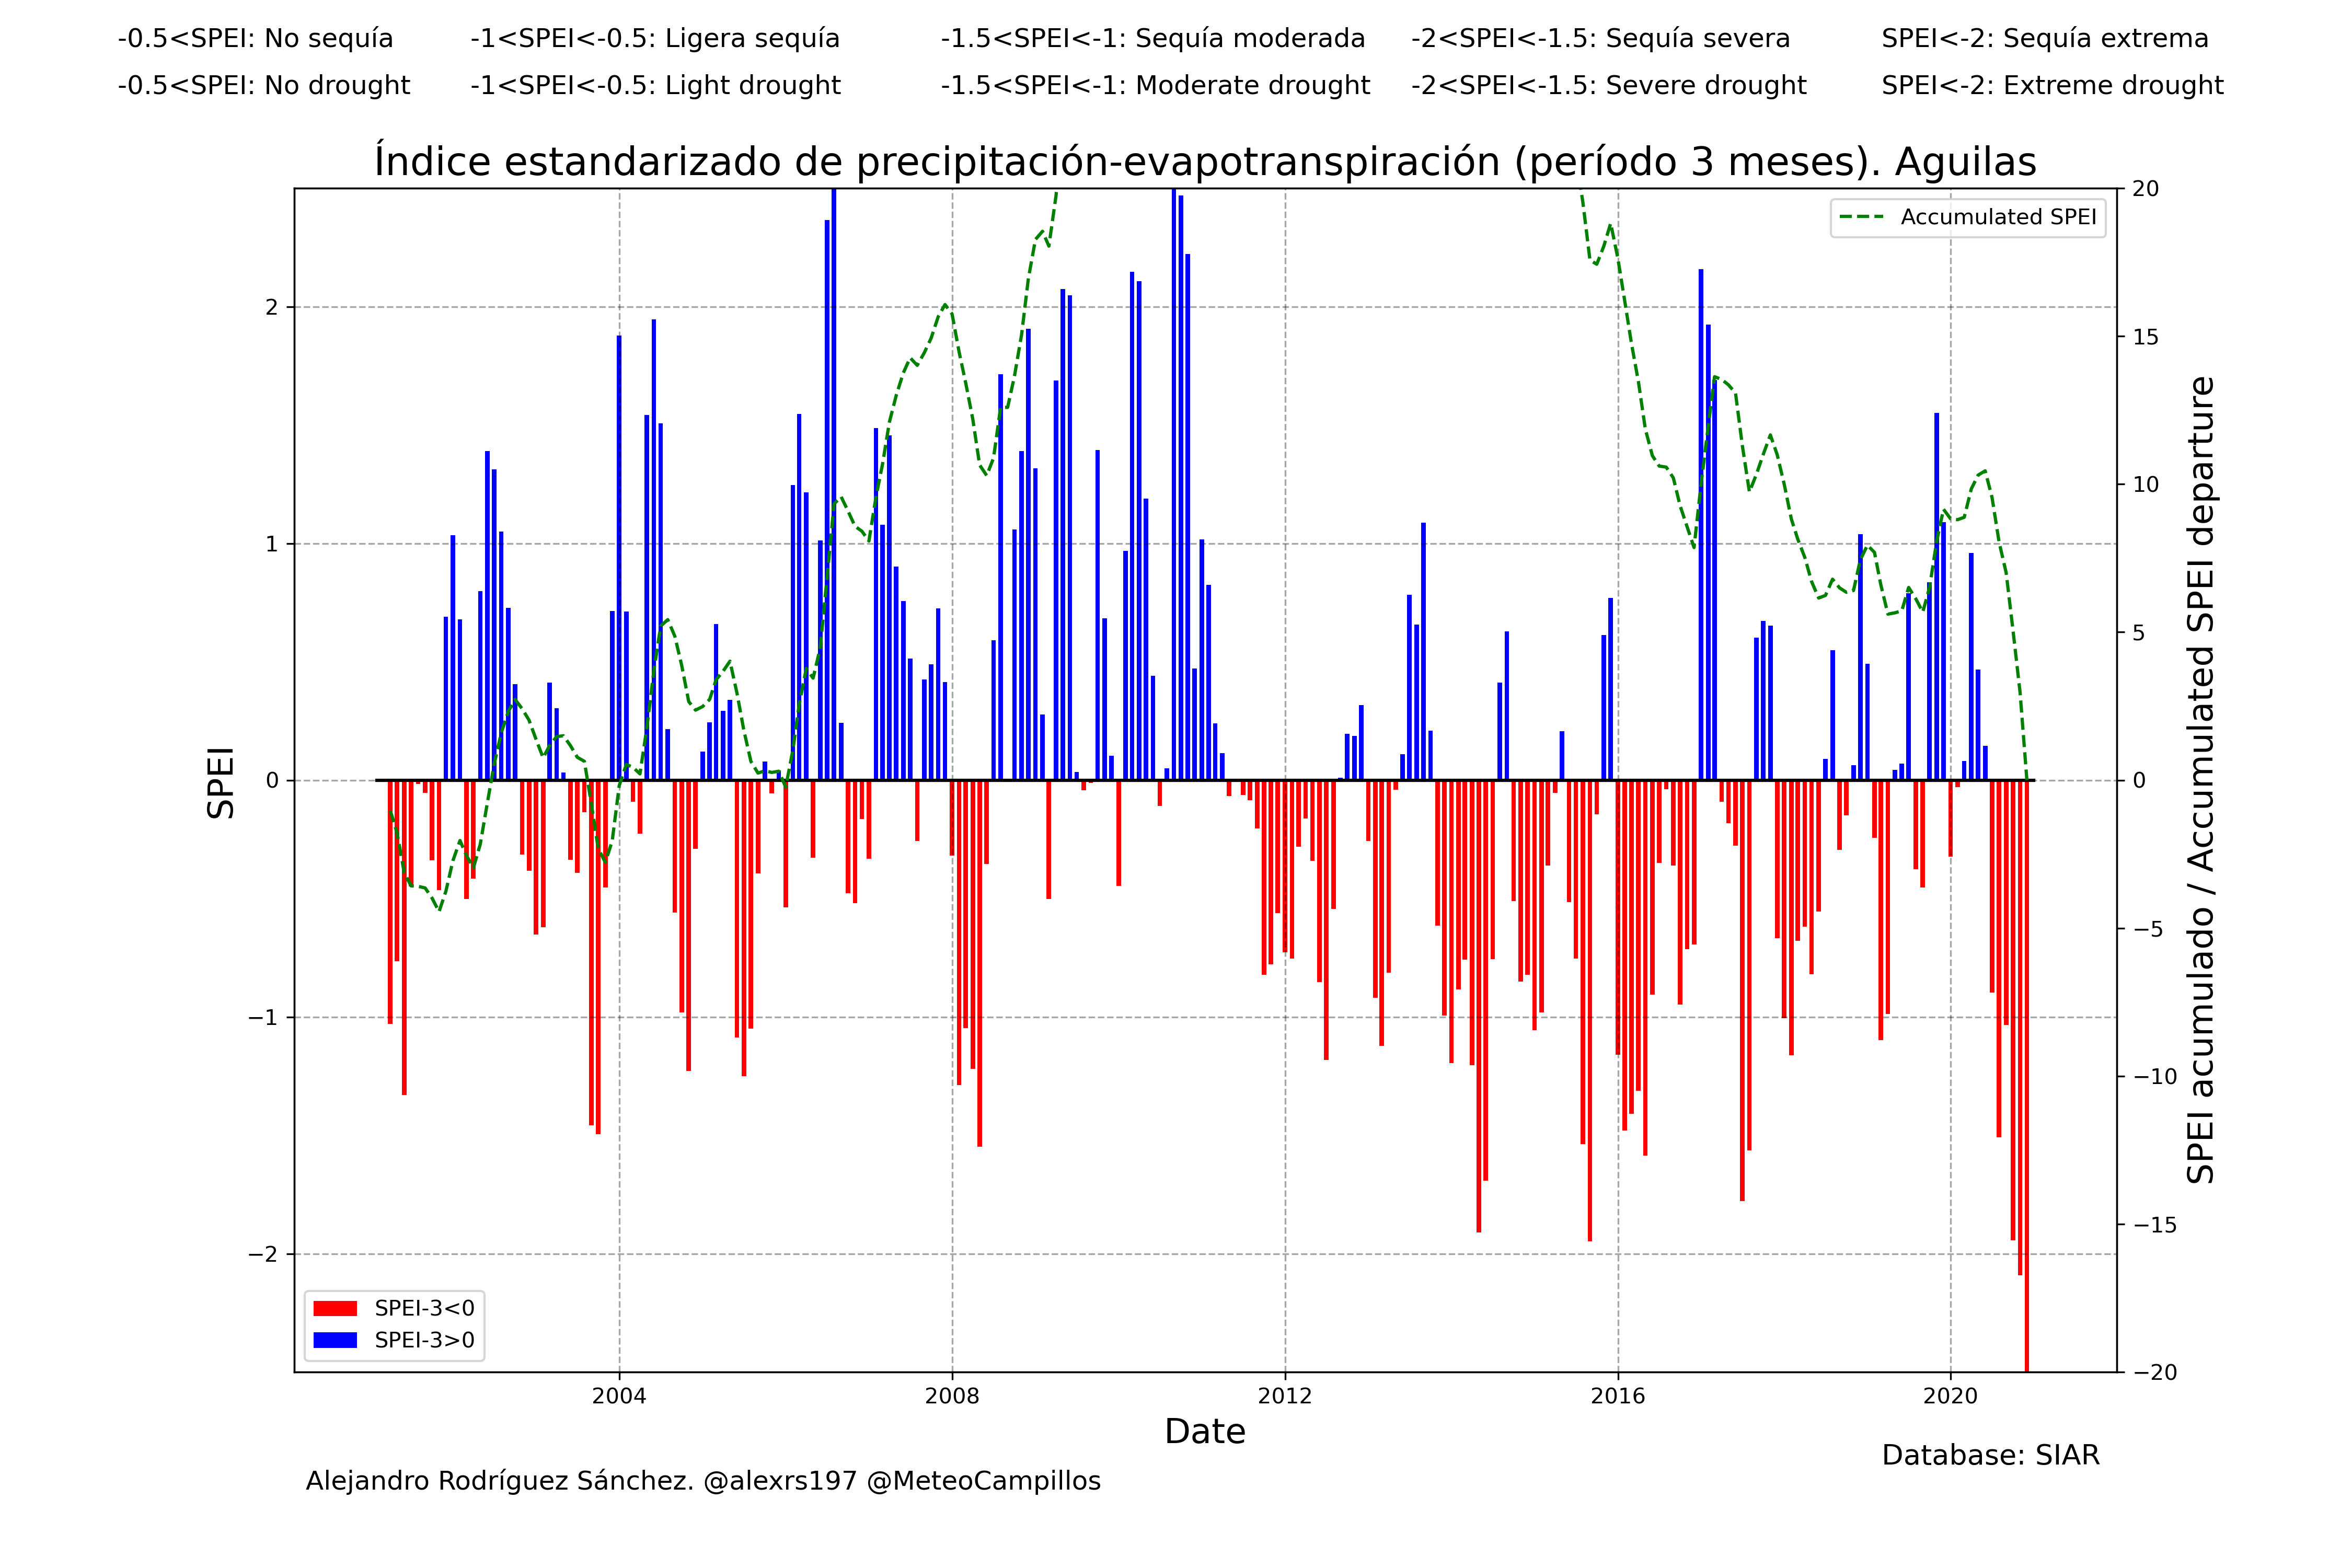 -0.5<SPEI: No sequía -1<SPEI<-0.5: Ligera sequía -1.5<SPEI<-1: Sequía moderada -2<SPEI<-1.5: Sequía severa SPEI<-2: Sequía extrema
-0.5<SPEI: No drought -1<SPEI<-0.5: Light drought -1.5<SPEI<-1: Moderate drought -2<SPEI<-1.5: Severe drought SPEI<-2: Extreme drought
Índice estandarizado de precipitación-evapotranspiración (período 3 meses). Aguilas
Accumulated SPEI
SPEI
2
1
0
−1
−2
20
15
10
5
0
−5
−10
−15
−20
SPEI acumulado / Accumulated SPEI departure
SPEI-3<0
SPEI-3>0
2004 2008 2012 2016 2020
Date
Database: SIAR
Alejandro Rodríguez Sánchez. @alexrs197 @MeteoCampillos